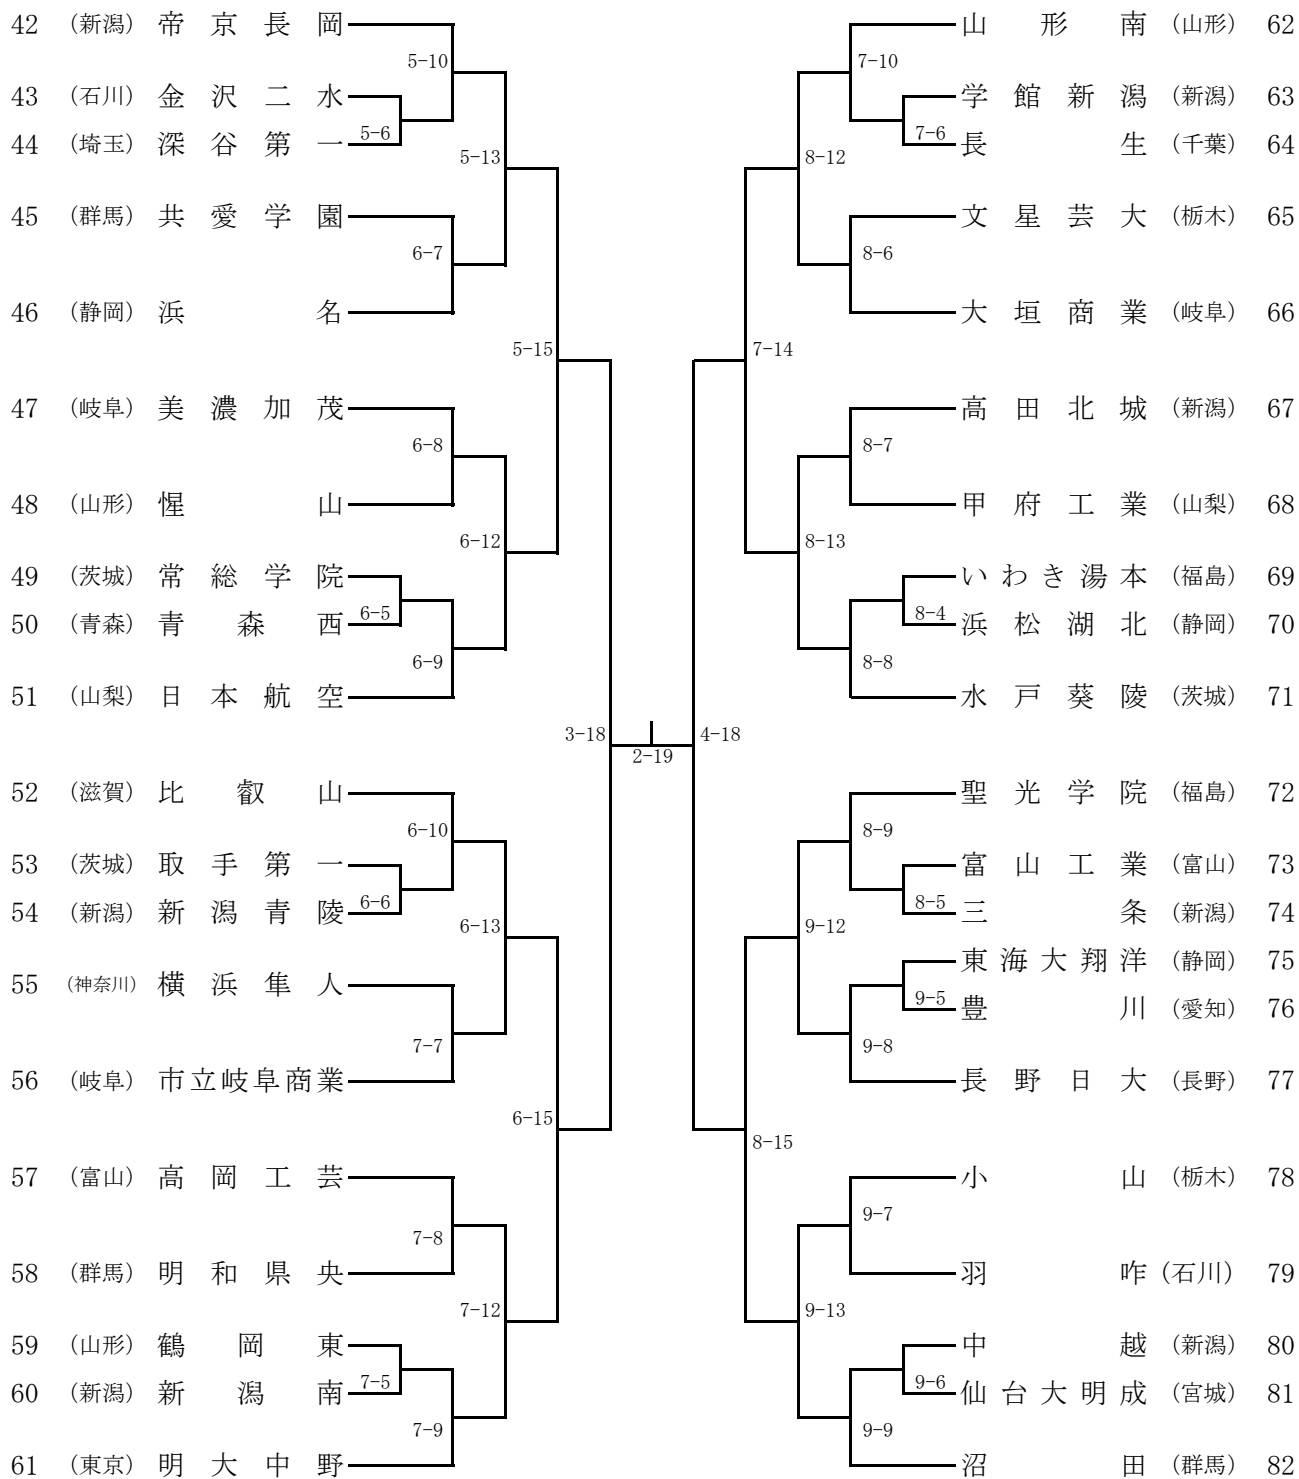 42 (新潟) 帝京長岡
5-10
43 (石川) 金沢二水
5-6
44 (埼玉) 深谷第一
5-13
45 (群馬) 共愛学園
6-7
46 (静岡) 浜名
5-15
47 (岐阜) 美濃加茂
6-8
48 (山形) 惺山
6-12
49 (茨城) 常総学院
6-5
50 (青森) 青森西
6-9
51 (山梨) 日本航空
3-18
52 (滋賀) 比叡山
6-10
53 (茨城) 取手第一
6-6
54 (新潟) 新潟青陵
6-13
55 (神奈川) 横浜隼人
7-7
56 (岐阜) 市立岐阜商業
6-15
57 (富山) 高岡工芸
7-8
58 (群馬) 明和県央
7-12
59 (山形) 鶴岡東
7-5
60 (新潟) 新潟南
7-9
61 (東京) 明大中野
2-19
山形南 (山形) 62
7-10
学館新潟 (新潟) 63
7-6
長生 (千葉) 64
8-12
文星芸大 (栃木) 65
8-6
大垣商業 (岐阜) 66
7-14
高田北城 (新潟) 67
8-7
甲府工業 (山梨) 68
8-13
いわき湯本 (福島) 69
8-4
浜松湖北 (静岡) 70
8-8
水戸葵陵 (茨城) 71
4-18
聖光学院 (福島) 72
8-9
富山工業 (富山) 73
8-5
三条 (新潟) 74
9-12
東海大翔洋 (静岡) 75
9-5
豊川 (愛知) 76
9-8
長野日大 (長野) 77
8-15
小山 (栃木) 78
9-7
羽咋 (石川) 79
9-13
中越 (新潟) 80
9-6
仙台大明成 (宮城) 81
9-9
沼田 (群馬) 82